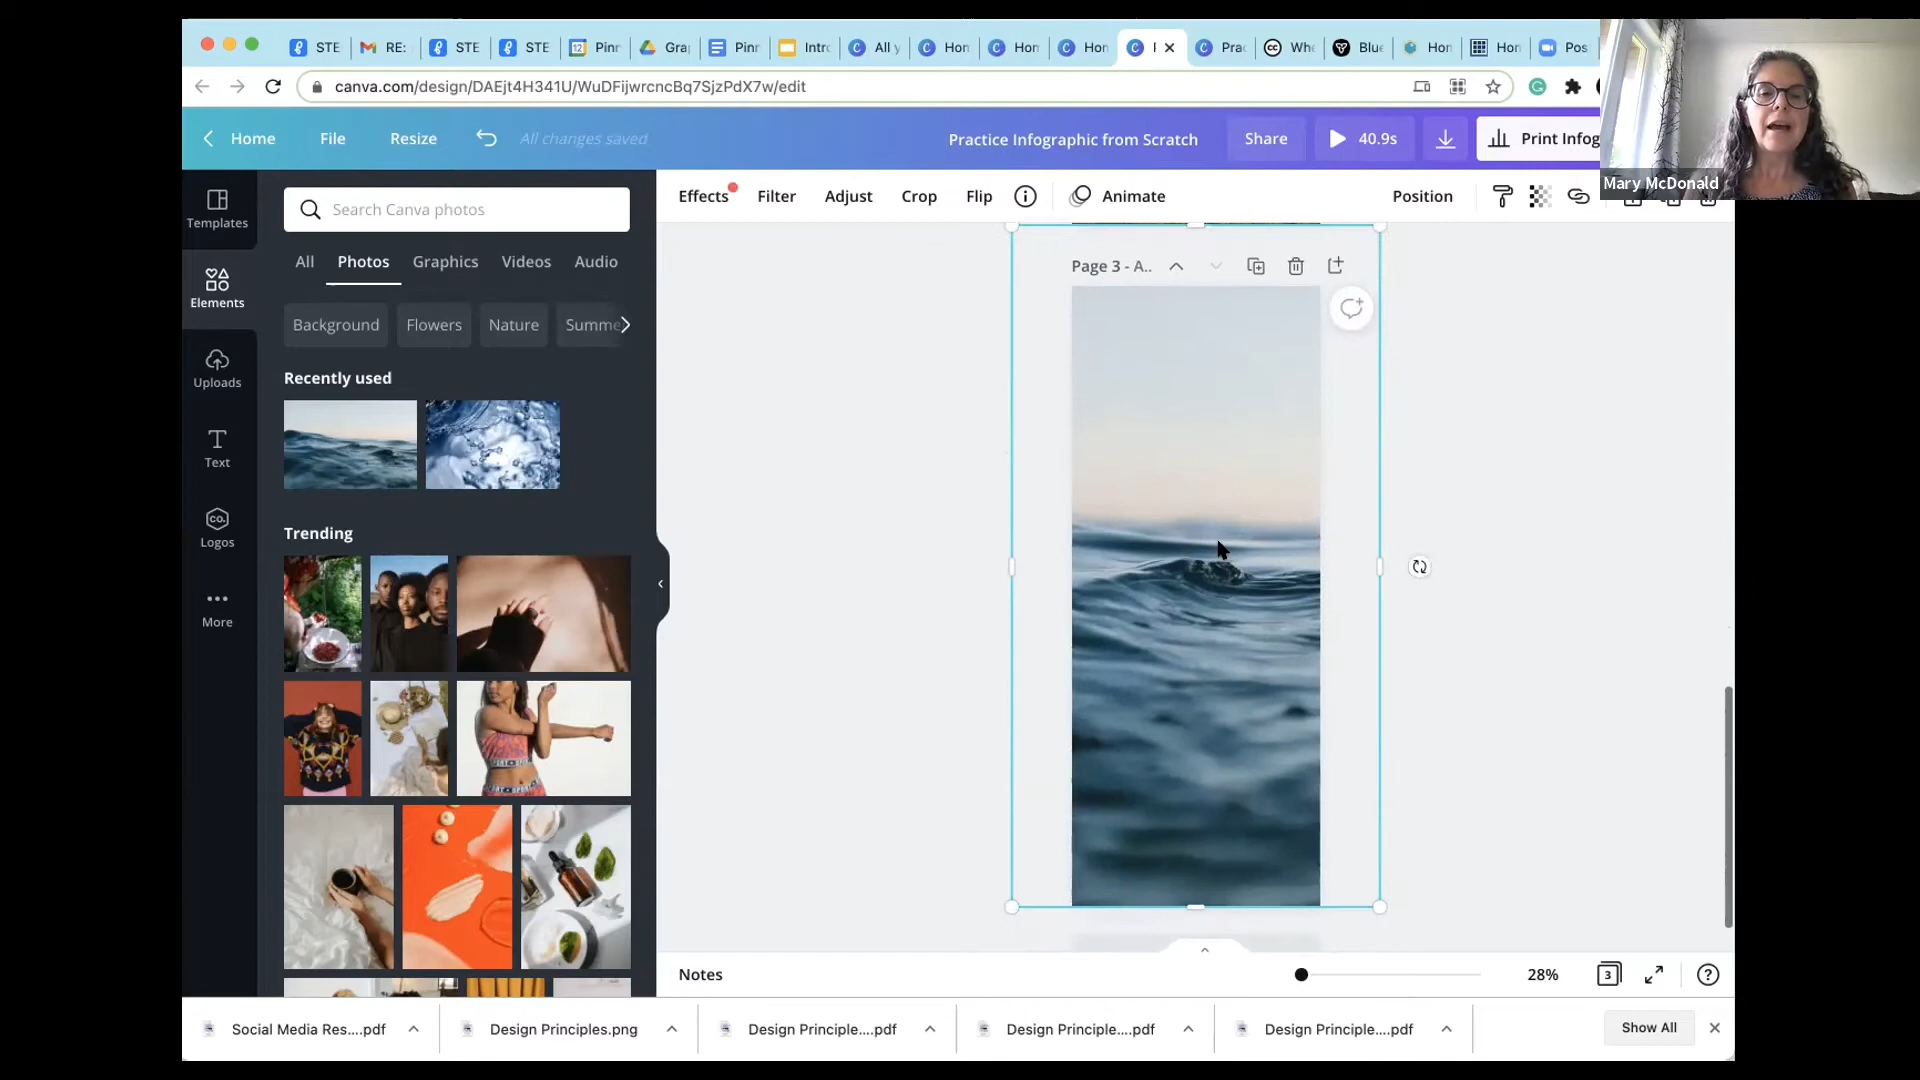 STE
RE:
STE
STE
12
Pinr
Gra
Pinr
Intr
All y
Hon
Hon
Hon
Prac
Whe
Blue
Hon
Hon
Pos
canva.com/design/DAEjt4H341U/WuDFijwrcncBq7SjzPdX7w/edit
Home
File
Resize
All changes saved
Practice Infographic from Scratch
Share
40.9s
Print Infog
Mary McDonald
Templates
Elements
Uploads
Text
CO.
Logos
More
Search Canva photos
All
Photos
Graphics
Videos
Audio
Background
Flowers
Nature
Summe
Recently used
Trending
Effects
Filter
Adjust
Crop
Flip
Animate
Position
Page 3 - A..
Notes
28%
3
Social Media Res....pdf
Design Principles.png
Design Principle....pdf
Design Principle....pdf
Design Principle....pdf
Show All